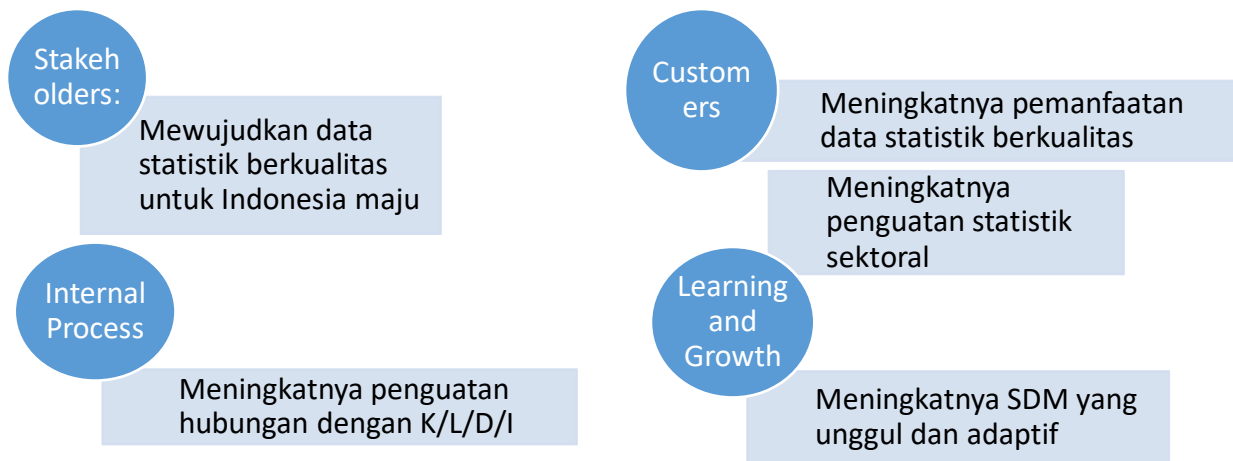 Stakeh
olders:
Mewujudkan data
statistik berkualitas
untuk Indonesia maju
Custom
ers
Meningkatnya pemanfaatan
data statistik berkualitas
Meningkatnya
penguatan statistik
sektoral
Internal
Process
Meningkatnya penguatan
hubungan dengan K/L/D/I
Learning
and
Growth
Meningkatnya SDM yang
unggul dan adaptif